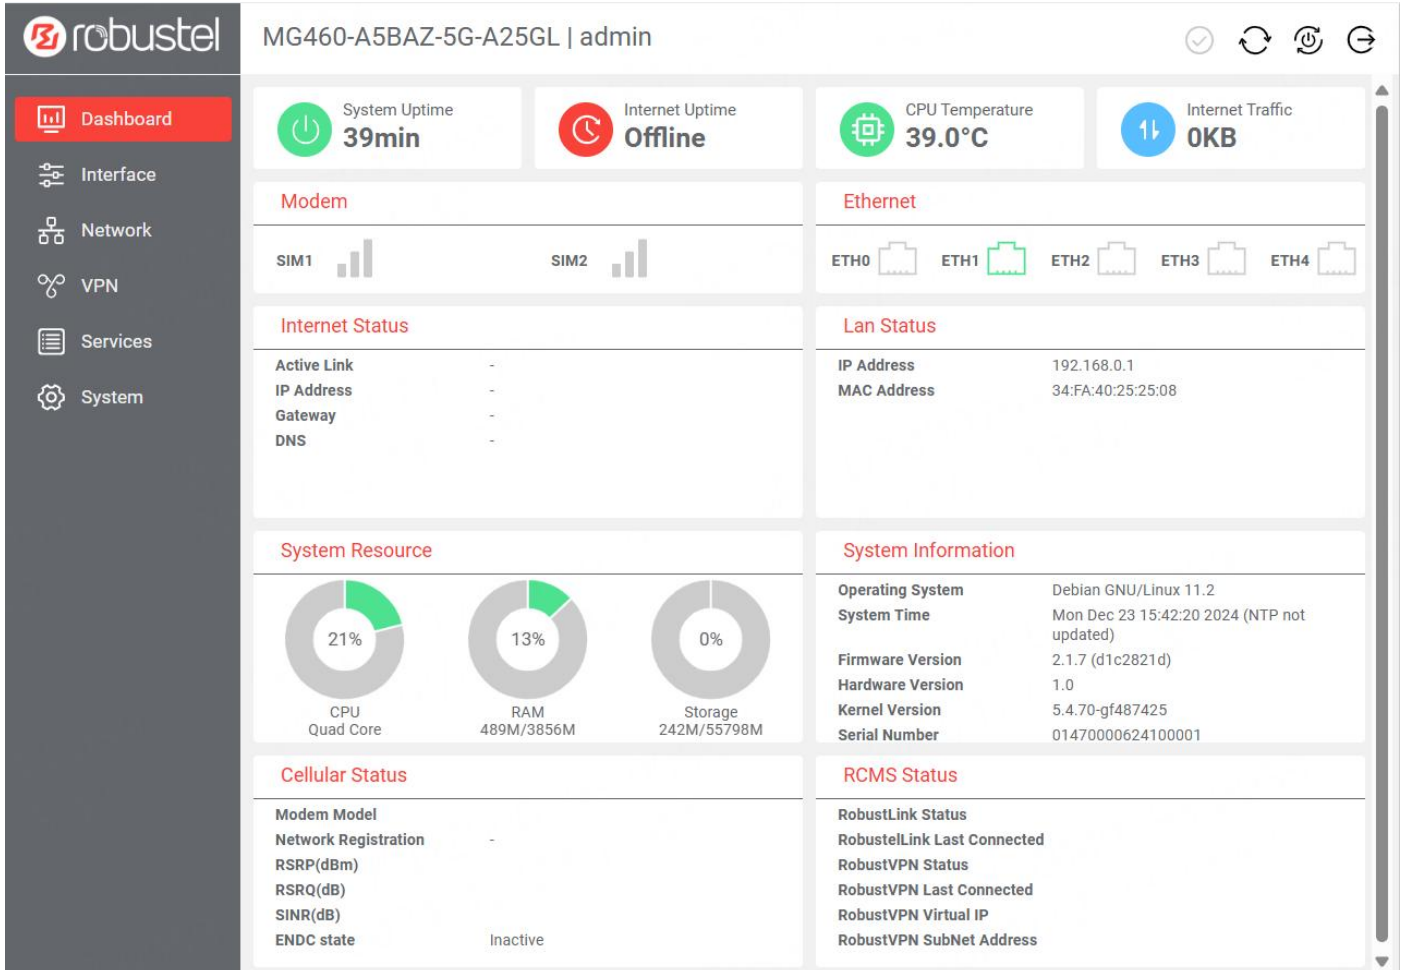 robustel
MG460-A5BAZ-5G-A25GL | admin
Dashboard
Interface
Network
VPN
Services
System
System Uptime
39min
Internet Uptime
Offline
CPU Temperature
39.0°C
Internet Traffic
0KB
Modem
SIM1
SIM2
Ethernet
ETH0 ETH1 ETH2 ETH3 ETH4
Internet Status
Active Link -
IP Address -
Gateway -
DNS -
Lan Status
IP Address 192.168.0.1
MAC Address 34:FA:40:25:25:08
System Resource
21%
CPU
Quad Core
13%
RAM
489M/3856M
0%
Storage
242M/55798M
System Information
Operating System Debian GNU/Linux 11.2
System Time Mon Dec 23 15:42:20 2024 (NTP not
updated)
Firmware Version 2.1.7 (d1c2821d)
Hardware Version 1.0
Kernel Version 5.4.70-gf487425
Serial Number 01470000624100001
Cellular Status
Modem Model
Network Registration -
RSRP(dBm)
RSRQ(dB)
SINR(dB)
ENDC state Inactive
RCMS Status
RobustLink Status
RobustelLink Last Connected
RobustVPN Status
RobustVPN Last Connected
RobustVPN Virtual IP
RobustVPN SubNet Address